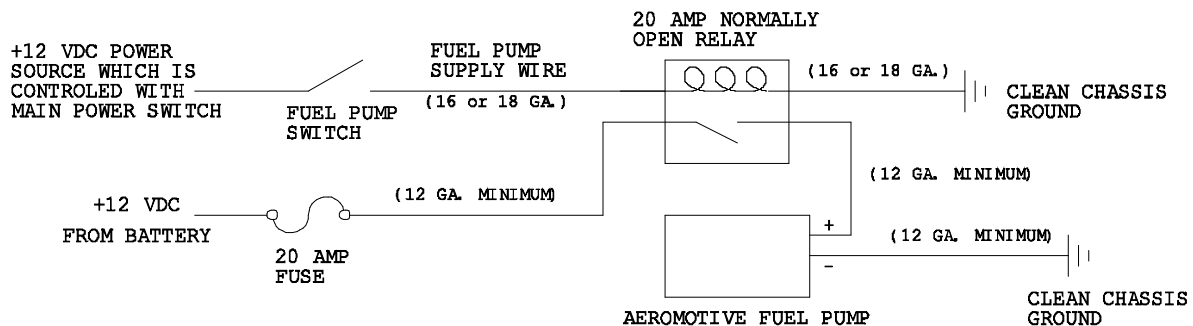 +12 VDC POWER
SOURCE WHICH IS
CONTROLED WITH
MAIN POWER SWITCH
FUEL PUMP
SWITCH
FUEL PUMP
SUPPLY WIRE
(16 or 18 GA.)
20 AMP NORMALLY
OPEN RELAY
(16 or 18 GA.)
CLEAN CHASSIS
GROUND
+12 VDC
FROM BATTERY
20 AMP
FUSE
(12 GA. MINIMUM)
(12 GA. MINIMUM)
+
-
(12 GA. MINIMUM)
CLEAN CHASSIS
GROUND
AEROMOTIVE FUEL PUMP